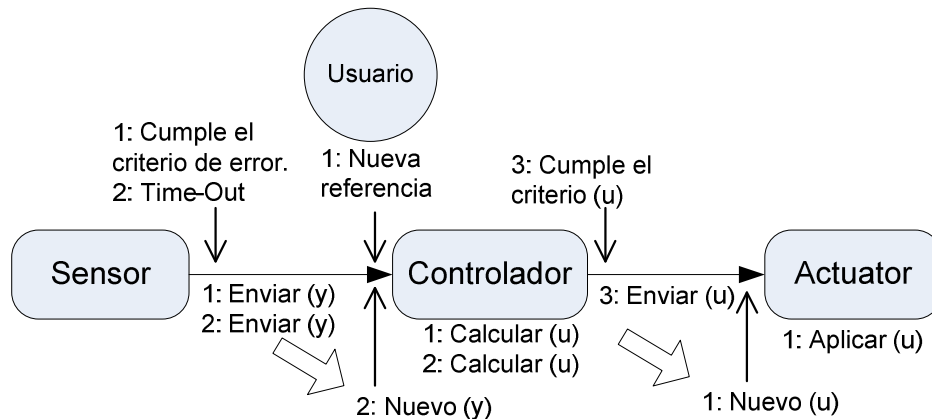 Usuario
1: Cumple el
criterio de error.
2: Time-Out
1: Nueva
referencia
3: Cumple el
criterio (u)
Sensor
Controlador
Actuator
1: Enviar (y)
2: Enviar (y)
3: Enviar (u)
1: Calcular (u)
2: Calcular (u)
1: Aplicar (u)
2: Nuevo (y)
1: Nuevo (u)